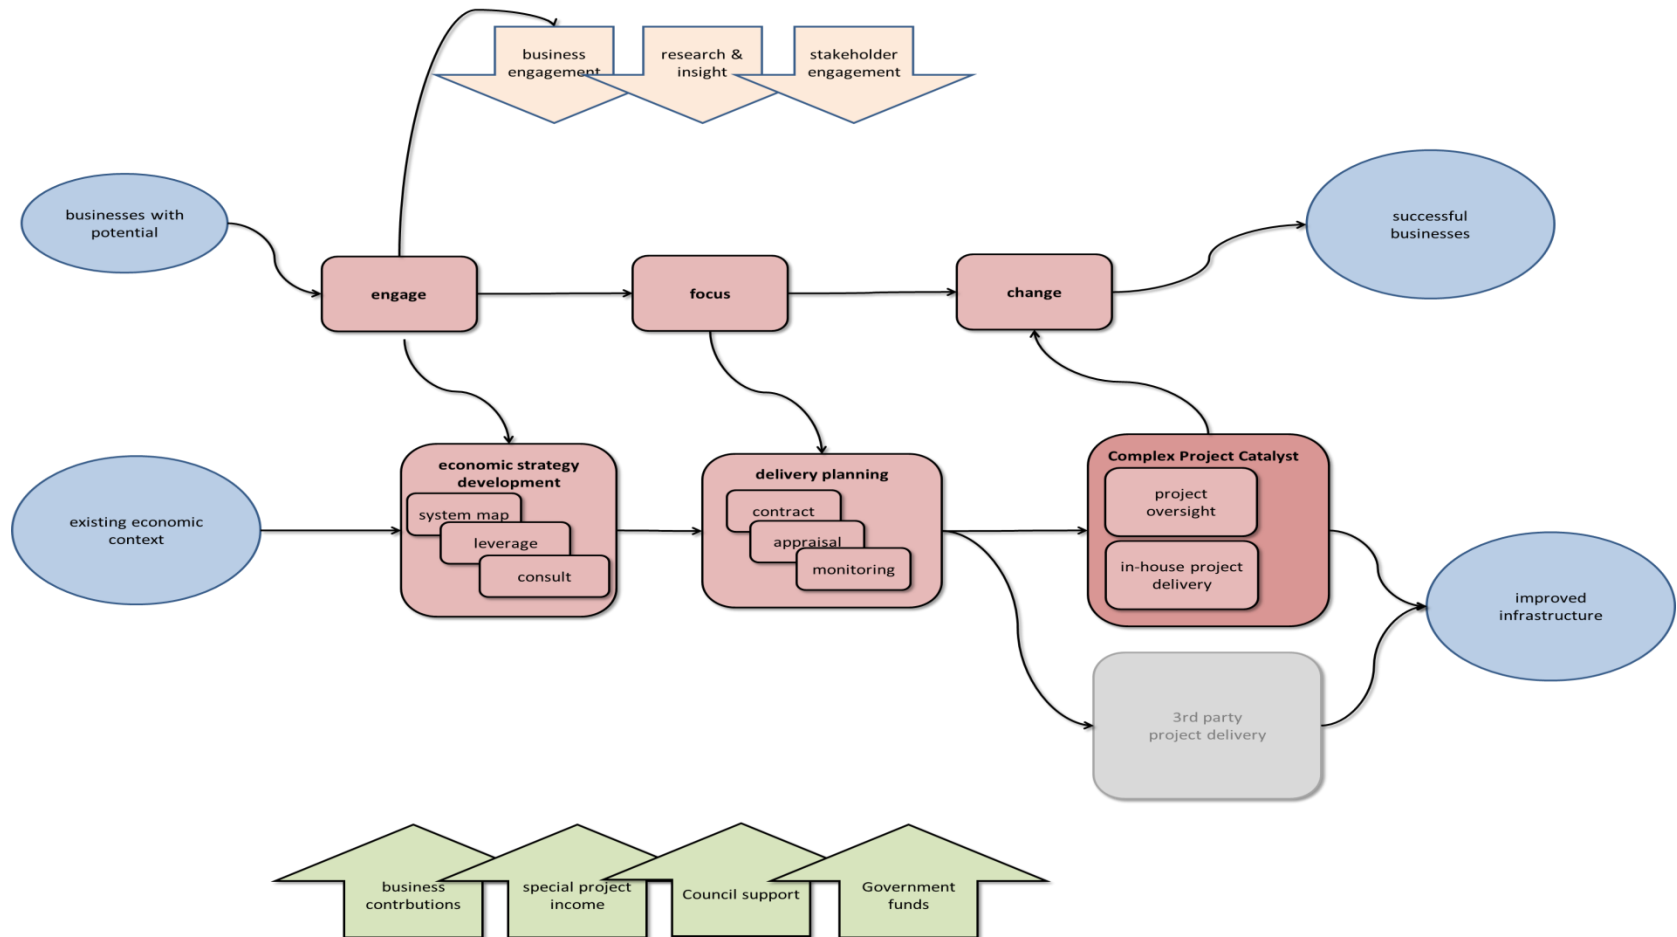 business
engagement
research &
insight
stakeholder
engagement
businesses with
potential
successful
businesses
engage
focus
change
economic strategy
development
system map
leverage
consult
delivery planning
contract
appraisal
monitoring
Complex Project Catalyst
project
oversight
in-house project
delivery
existing economic
context
improved
infrastructure
3rd party
project delivery
business
contrbutions
special project
income
Council support
Government
funds